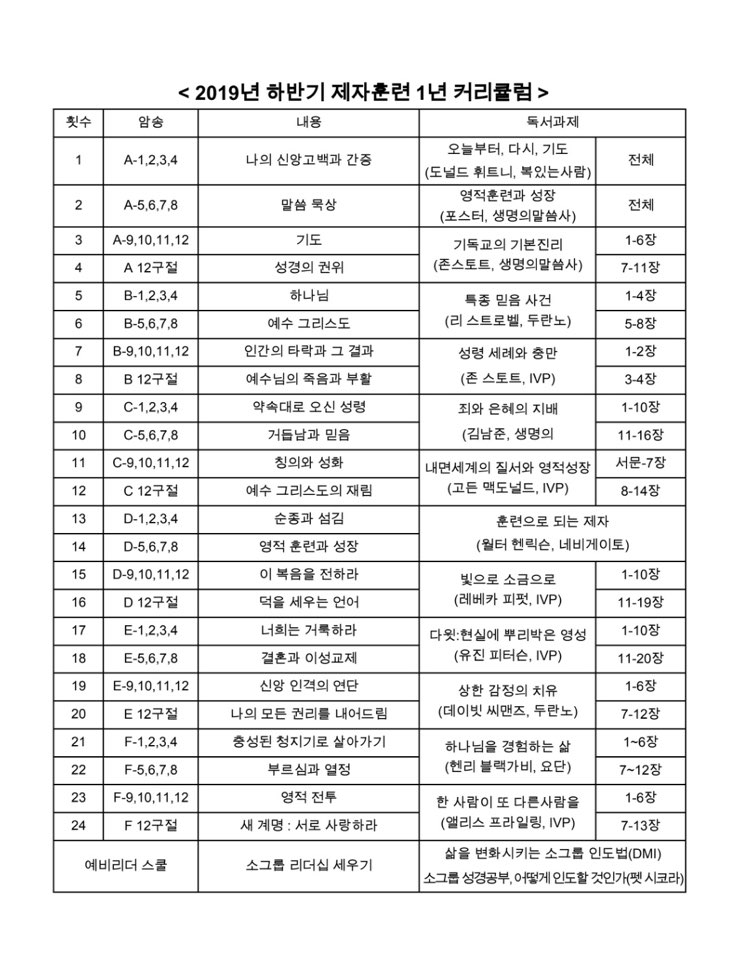 < 2019년 하반기 제자훈련 1년 커리큘럼 >
횟수 암송 내용 독서과제
1 A-1,2,3,4 나의 신앙고백과 간증 오늘부터, 다시, 기도 (도널드 휘트니, 복있는사람) 전체
2 A-5,6,7,8 말씀 묵상 영적훈련과 성장 (포스터, 생명의말씀사) 전체
3 A-9,10,11,12 기도 기독교의 기본진리 1-6장
4 A 12구절 성경의 권위 (존스토트, 생명의말씀사) 7-11장
5 B-1,2,3,4 하나님 특종 믿음 사건 1-4장
6 B-5,6,7,8 예수 그리스도 (리 스트로벨, 두란노) 5-8장
7 B-9,10,11,12 인간의 타락과 그 결과 성령 세례와 충만 1-2장
8 B 12구절 예수님의 죽음과 부활 (존 스토트, IVP) 3-4장
9 C-1,2,3,4 약속대로 오신 성령 죄와 은혜의 지배 1-10장
10 C-5,6,7,8 거듭남과 믿음 (김남준, 생명의 11-16장
11 C-9,10,11,12 칭의와 성화 내면세계의 질서와 영적성장 서문-7장
12 C 12구절 예수 그리스도의 재림 (고든 맥도널드, IVP) 8-14장
13 D-1,2,3,4 순종과 섬김 훈련으로 되는 제자
14 D-5,6,7,8 영적 훈련과 성장 (월터 헨릭슨, 네비게이토)
15 D-9,10,11,12 이 복음을 전하라 빛으로 소금으로 1-10장
16 D 12구절 덕을 세우는 언어 (레베카 피펏, IVP) 11-19장
17 E-1,2,3,4 너희는 거룩하라 다윗:현실에 뿌리박은 영성 1-10장
18 E-5,6,7,8 결혼과 이성교제 (유진 피터슨, IVP) 11-20장
19 E-9,10,11,12 신앙 인격의 연단 상한 감정의 치유 1-6장
20 E 12구절 나의 모든 권리를 내어드림 (데이빗 씨맨즈, 두란노) 7-12장
21 F-1,2,3,4 충성된 청지기로 살아가기 하나님을 경험하는 삶 1~6장
22 F-5,6,7,8 부르심과 열정 (헨리 블랙가비, 요단) 7~12장
23 F-9,10,11,12 영적 전투 한 사람이 또 다른사람을 1-6장
24 F 12구절 새 계명 : 서로 사랑하라 (앨리스 프라일링, IVP) 7-13장
예비리더 스쿨 소그룹 리더십 세우기 삶을 변화시키는 소그룹 인도법(DMI)
소그룹 성경공부, 어떻게 인도할 것인가(펫 시코라)